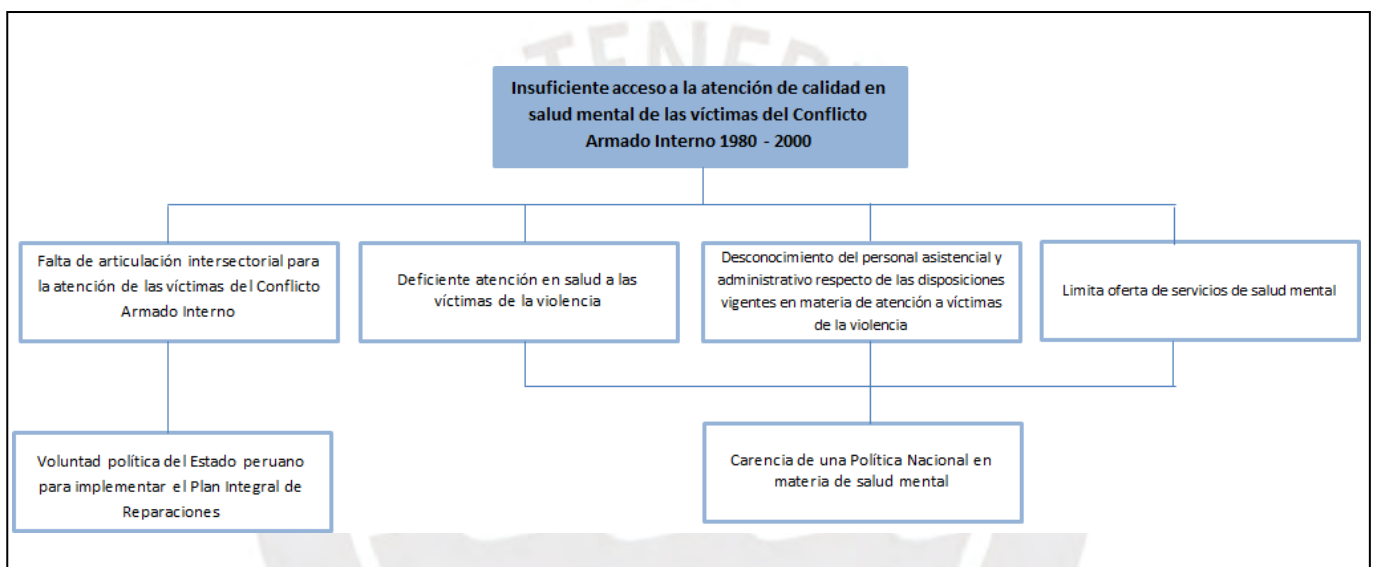 TENEB
Insuficiente acceso a la atención de calidad en
salud mental de las víctimas del Conflicto
Armado Interno 1980 - 2000
Falta de articulación intersectorial para
la atención de las víctimas del Conflicto
Armado Interno
Deficiente atención en salud a las
víctimas de la violencia
Desconocimiento del personal asistencial y
administrativo respecto de las disposiciones
vigentes en materia de atención a víctimas
de la violencia
Limita oferta de servicios de salud mental
Voluntad política del Estado peruano
para implementar el Plan Integral de
Reparaciones
Carencia de una Política Nacional en
materia de salud mental